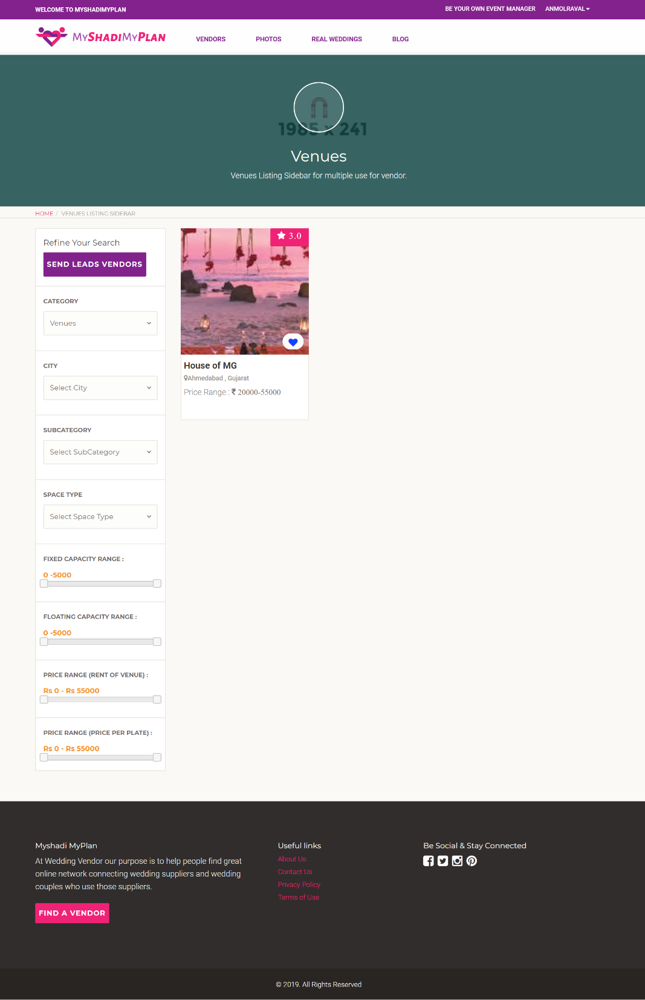 WELCOME TO MYSHADIMYPLAN
BE YOUR OWN EVENT MANAGER
ANMOLRAVAL
MYSHADIMYPLAN
VENDORS
PHOTOS
REAL WEDDINGS
BLOG
1985 x 241
Venues
Venues Listing Sidebar for multiple use for vendor.
HOME / VENUES LISTING SIDEBAR
Refine Your Search
SEND LEADS VENDORS
CATEGORY
Venues
CITY
Select City
SUBCATEGORY
Select SubCategory
SPACE TYPE
Select Space Type
FIXED CAPACITY RANGE :
0 -5000
FLOATING CAPACITY RANGE :
0 -5000
PRICE RANGE (RENT OF VENUE) :
Rs 0 - Rs 55000
PRICE RANGE (PRICE PER PLATE) :
Rs 0 - Rs 55000
3.0
House of MG
Ahmedabad , Gujarat
Price Range : ₹ 20000-55000
Myshadi MyPlan
At Wedding Vendor our purpose is to help people find great
online network connecting wedding suppliers and wedding
couples who use those suppliers.
FIND A VENDOR
Useful links
About Us
Contact Us
Privacy Policy
Terms of Use
Be Social & Stay Connected
© 2019. All Rights Reserved